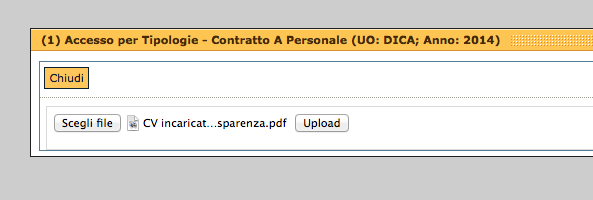 (1) Accesso per Tipologie - Contratto A Personale (UO: DICA; Anno: 2014)
Chiudi
Scegli file CV incaricat...sparenza.pdf Upload